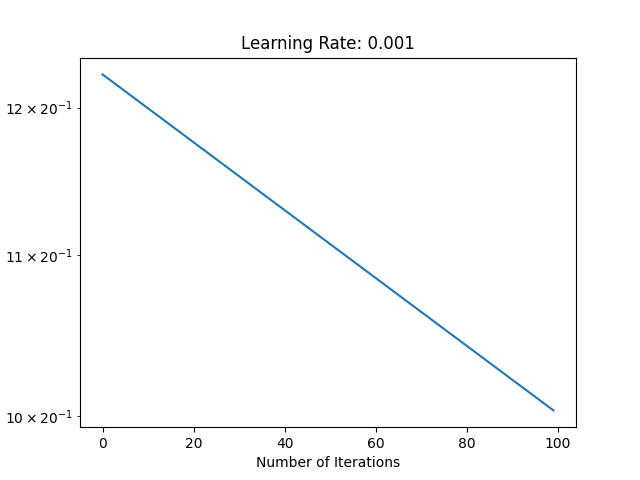 Learning Rate: 0.001
12 × 20⁻¹
11 × 20⁻¹
10 × 20⁻¹
0 20 40 60 80 100
Number of Iterations